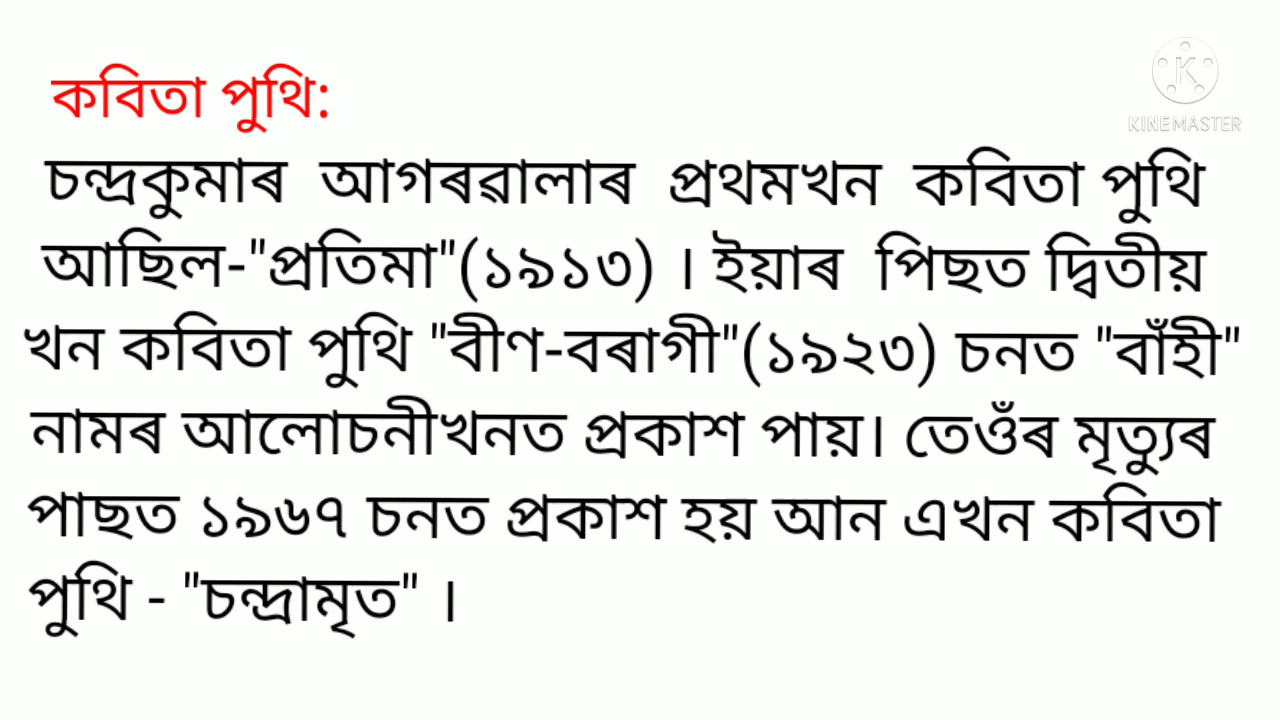 কবিতা পুথি:
KINEMASTER
চন্দ্ৰকুমাৰ আগৰৱালাৰ প্ৰথমখন কবিতা পুথি
আছিল-"প্ৰতিমা"(১৯১৩) । ইয়াৰ পিছত দ্বিতীয়
খন কবিতা পুথি "বীণ-বৰাগী"(১৯২৩) চনত "বাঁহী"
নামৰ আলোচনীখনত প্ৰকাশ পায়। তেওঁৰ মৃত্যুৰ
পাছত ১৯৬৭ চনত প্ৰকাশ হয় আন এখন কবিতা
পুথি - "চন্দ্ৰামৃত" ।